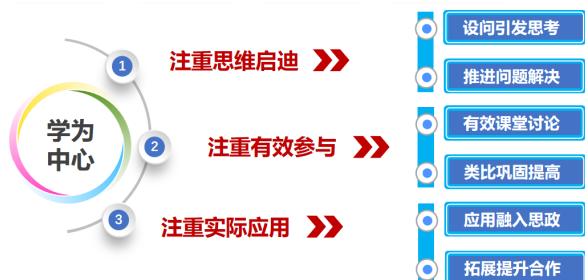 学为
中心
1
注重思维启迪
2
注重有效参与
3
注重实际应用
设问引发思考
推进问题解决
有效课堂讨论
类比巩固提高
应用融入思政
拓展提升合作